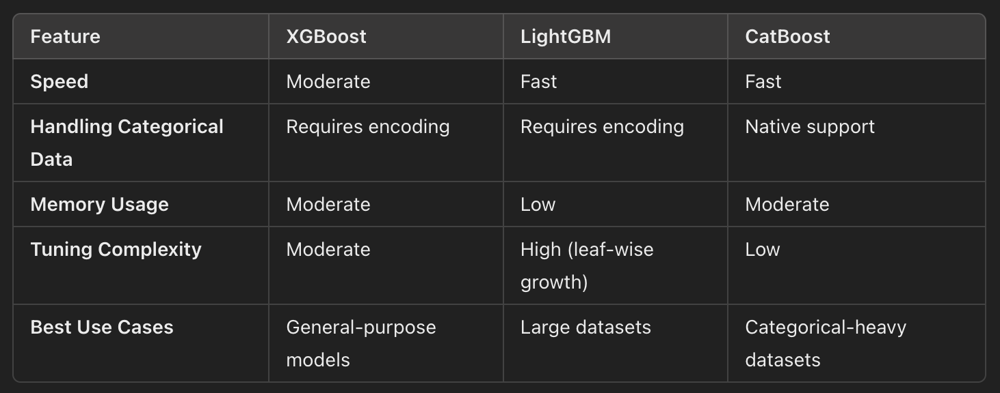 Feature XGBoost LightGBM CatBoost
Speed Moderate Fast Fast
Handling Categorical Requires encoding Requires encoding Native support
Data
Memory Usage Moderate Low Moderate
Tuning Complexity Moderate High (leaf-wise Low
growth)
Best Use Cases General-purpose Large datasets Categorical-heavy
models datasets